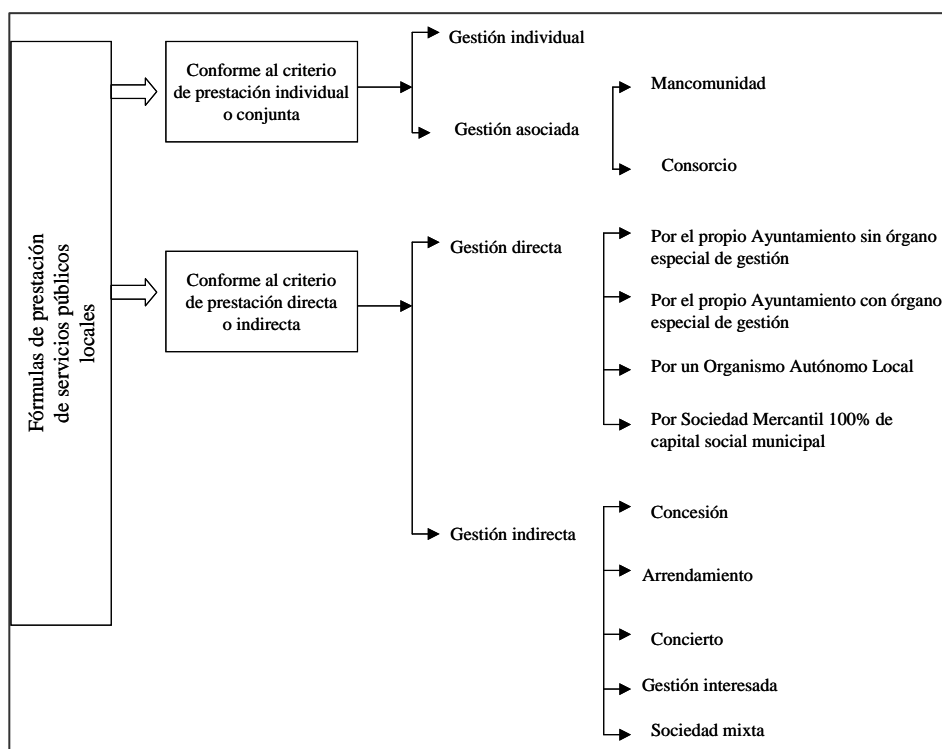 Fórmulas de prestación
de servicios públicos
locales
Conforme al criterio
de prestación individual
o conjunta
Gestión individual
Gestión asociada
Mancomunidad
Consorcio
Conforme al criterio
de prestación directa
o indirecta
Gestión directa
Por el propio Ayuntamiento sin órgano
especial de gestión
Por el propio Ayuntamiento con órgano
especial de gestión
Por un Organismo Autónomo Local
Por Sociedad Mercantil 100% de
capital social municipal
Gestión indirecta
Concesión
Arrendamiento
Concierto
Gestión interesada
Sociedad mixta